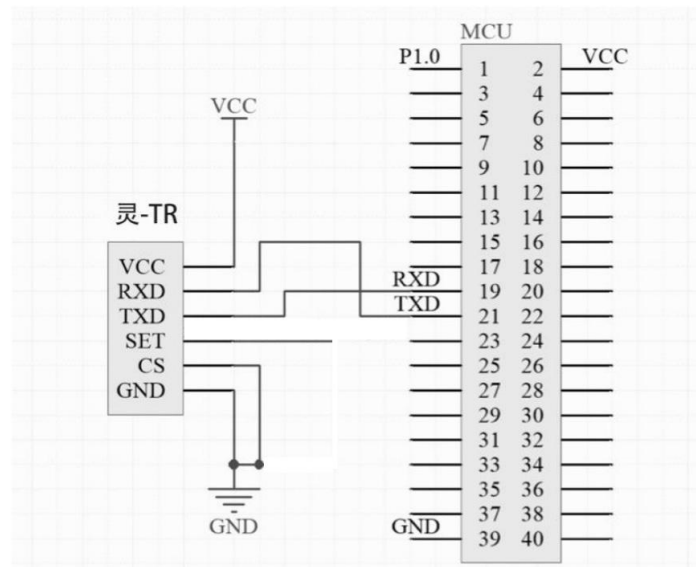 MCU
P1.0
VCC
1 2
3 4
5 6
7 8
9 10
11 12
13 14
15 16
17 18
RXD
19 20
TXD
21 22
23 24
25 26
27 28
29 30
31 32
33 34
35 36
37 38
GND
39 40
VCC
灵-TR
VCC
RXD
TXD
SET
CS
GND
GND